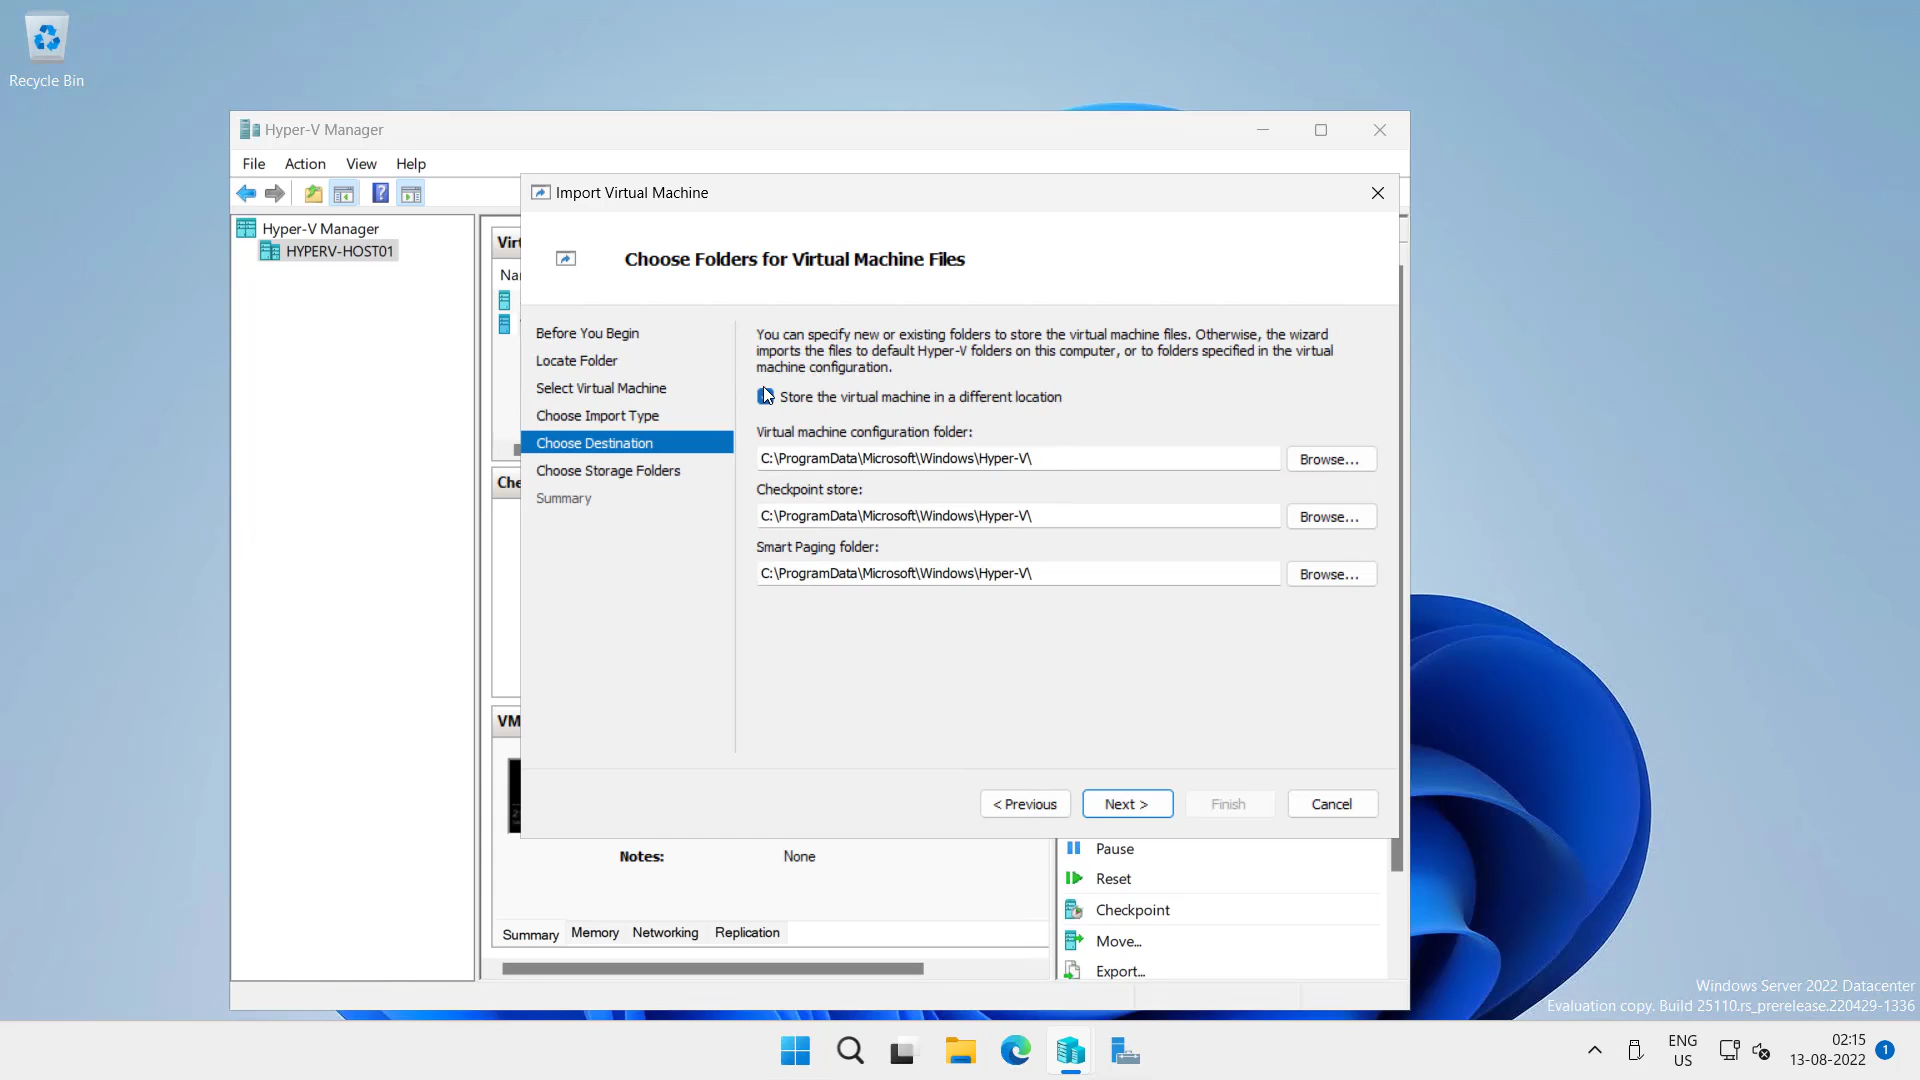 Recycle Bin
Hyper-V Manager
File Action View Help
Hyper-V Manager
HYPERV-HOST01
Import Virtual Machine
Choose Folders for Virtual Machine Files
Before You Begin
Locate Folder
Select Virtual Machine
Choose Import Type
Choose Destination
Choose Storage Folders
Summary
You can specify new or existing folders to store the virtual machine files. Otherwise, the wizard
imports the files to default Hyper-V folders on this computer, or to folders specified in the virtual
machine configuration.
Store the virtual machine in a different location
Virtual machine configuration folder:
C:\ProgramData\Microsoft\Windows\Hyper-V\ Browse...
Checkpoint store:
C:\ProgramData\Microsoft\Windows\Hyper-V\ Browse...
Smart Paging folder:
C:\ProgramData\Microsoft\Windows\Hyper-V\ Browse...
< Previous Next > Finish Cancel
Notes: None
Summary Memory Networking Replication
Pause
Reset
Checkpoint
Move...
Export...
Windows Server 2022 Datacenter
Evaluation copy. Build 25110.rs_prerelease.220429-1336
ENG
US
02:15
13-08-2022
1